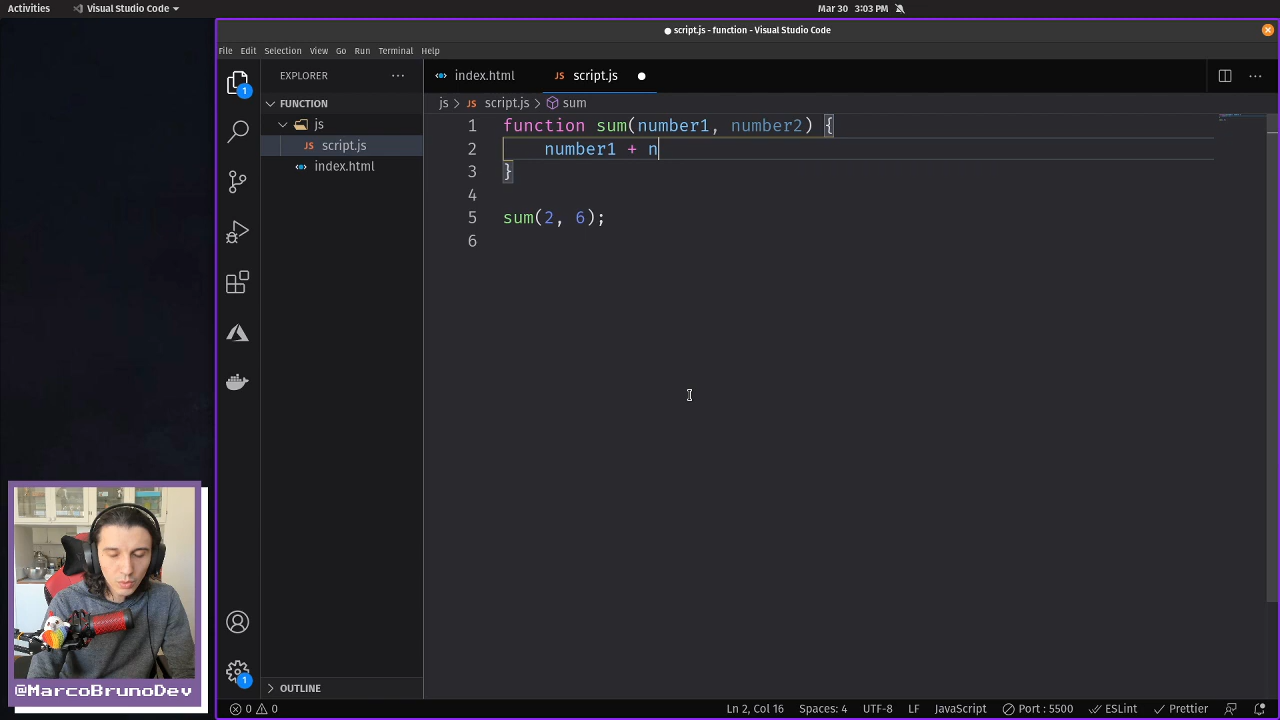 Activities
Visual Studio Code
Mar 30 3:03 PM
● script.js - function - Visual Studio Code
File Edit Selection View Go Run Terminal Help
EXPLORER
index.html
JS script.js ●
FUNCTION
js > JS script.js > sum
js
JS script.js
index.html
1 function sum(number1, number2) {
2 number1 + n
3 }
4
5 sum(2, 6);
6
1
1
@MarcoBrunoDev
OUTLINE
0 0
Ln 2, Col 16 Spaces: 4 UTF-8 LF JavaScript Port : 5500 ESLint Prettier